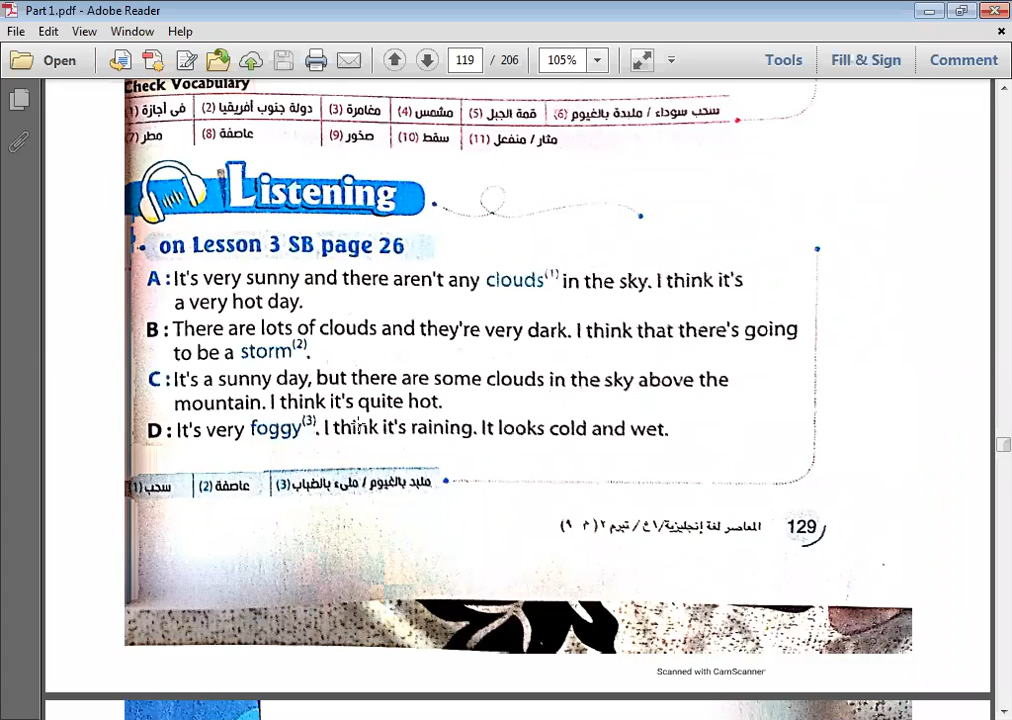 Part 1.pdf - Adobe Reader
File Edit View Window Help
Open 119 / 206 105% Tools Fill & Sign Comment
Check Vocabulary
(1) فى أجازة (2) دولة جنوب أفريقيا (3) مغامرة (4) مشمس (5) قمة الجبل (6) سحب سوداء / ملبدة بالغيوم
(7) مطر (8) عاصفة (9) صخور (10) سقط (11) مثار / منفعل
Listening
on Lesson 3 SB page 26
A : It's very sunny and there aren't any clouds(1) in the sky. I think it's
a very hot day.
B : There are lots of clouds and they're very dark. I think that there's going
to be a storm(2).
C : It's a sunny day, but there are some clouds in the sky above the
mountain. I think it's quite hot.
D : It's very foggy(3). I think it's raining. It looks cold and wet.
(1) سحب (2) عاصفة (3) ملبد بالغيوم / ملىء بالضباب
المعاصر لغة إنجليزية/١ع/ تيرم ٢ (م ٩) 129
Scanned with CamScanner